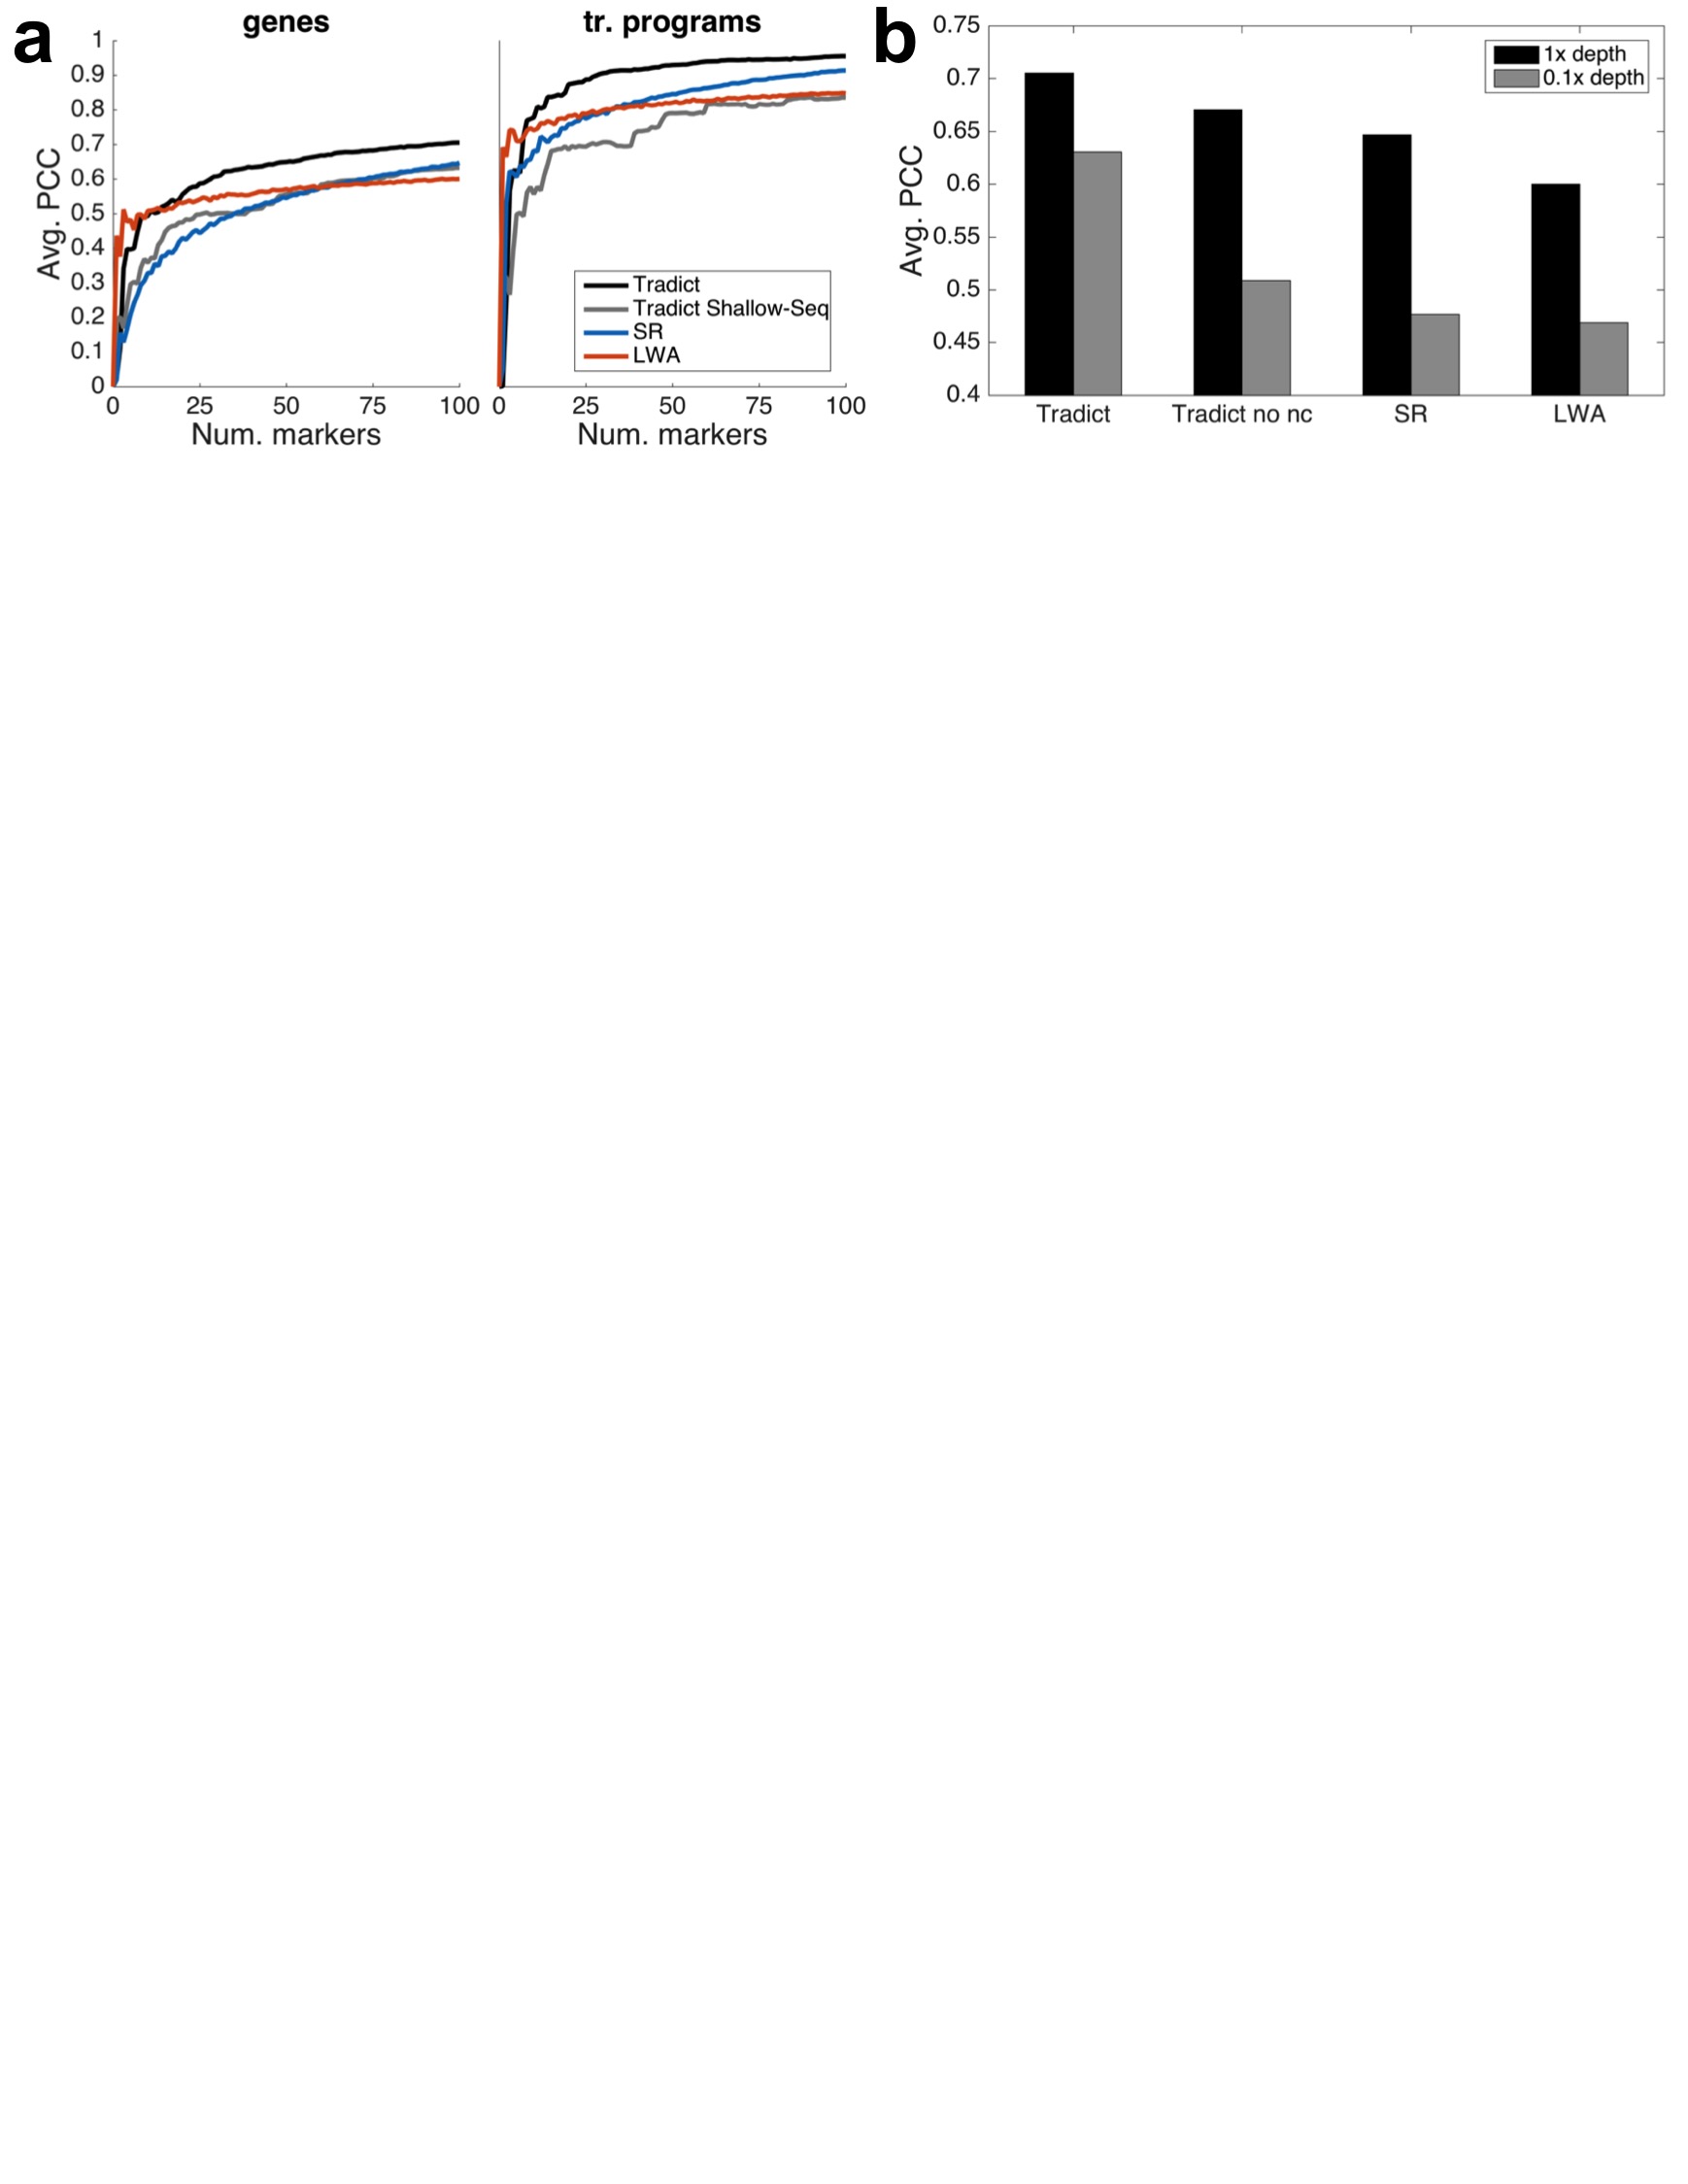 a
genes
tr. programs
1
0.9
0.8
0.7
0.6
0.5
0.4
0.3
0.2
0.1
0
Avg. PCC
0 25 50 75 100
0 25 50 75 100
Num. markers
Num. markers
Tradict
Tradict Shallow-Seq
SR
LWA
b
0.75
0.7
0.65
0.6
0.55
0.5
0.45
0.4
Avg. PCC
1x depth
0.1x depth
Tradict Tradict no nc SR LWA